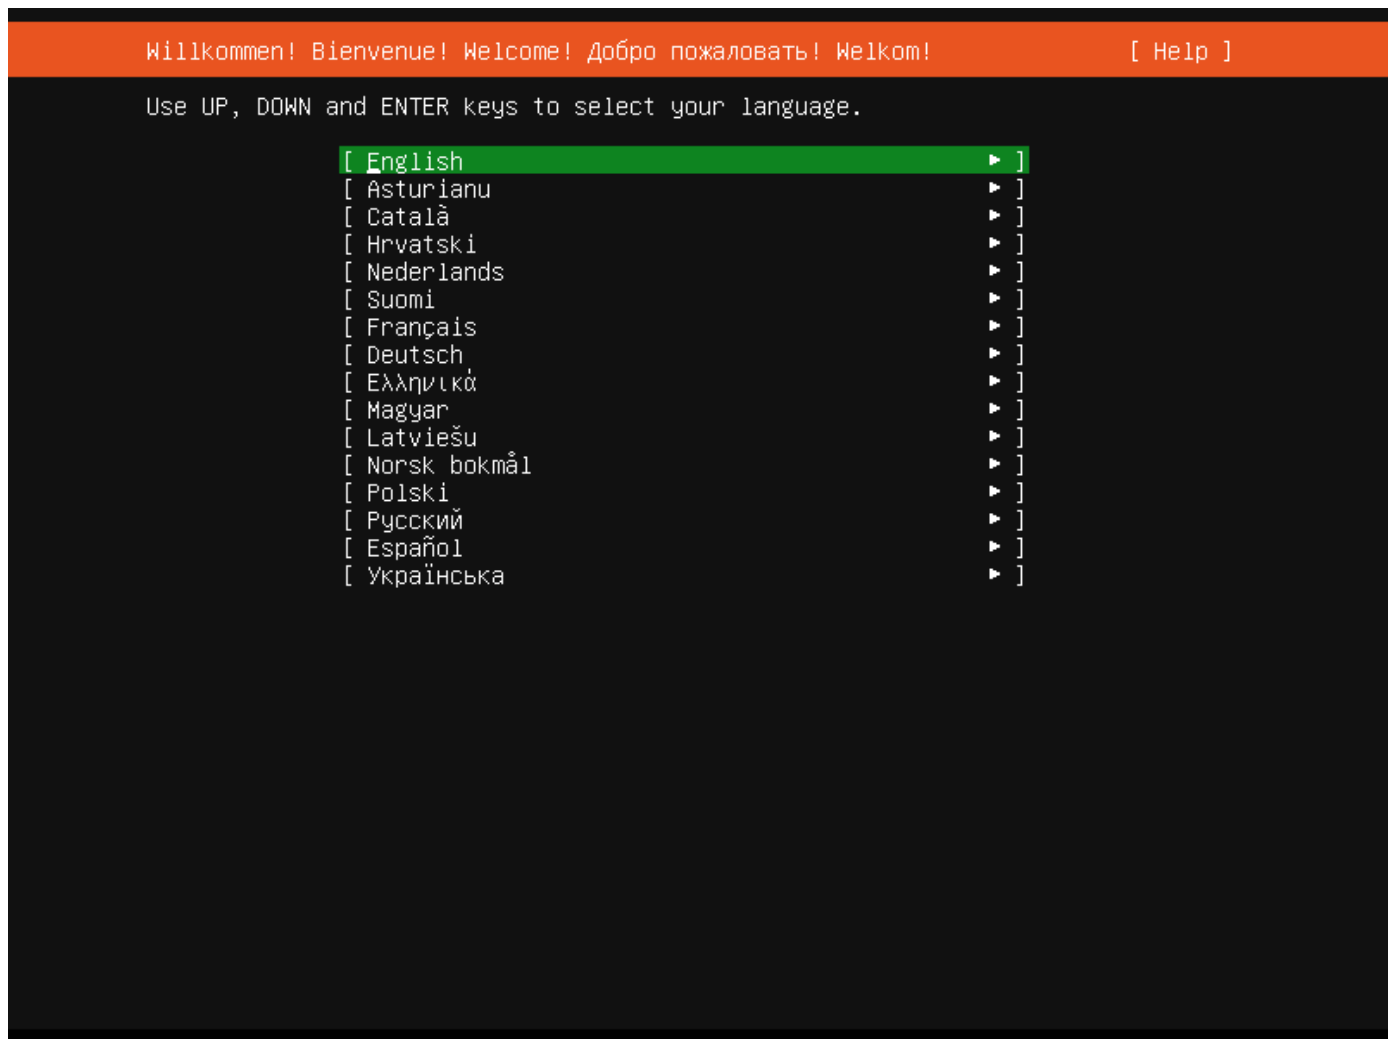 Willkommen! Bienvenue! Welcome! Добро пожаловать! Welkom! [ Help ]
Use UP, DOWN and ENTER keys to select your language.
[ English ► ]
[ Asturianu ► ]
[ Català ► ]
[ Hrvatski ► ]
[ Nederlands ► ]
[ Suomi ► ]
[ Français ► ]
[ Deutsch ► ]
[ Ελληνικά ► ]
[ Magyar ► ]
[ Latviešu ► ]
[ Norsk bokmål ► ]
[ Polski ► ]
[ Русский ► ]
[ Español ► ]
[ Українська ► ]